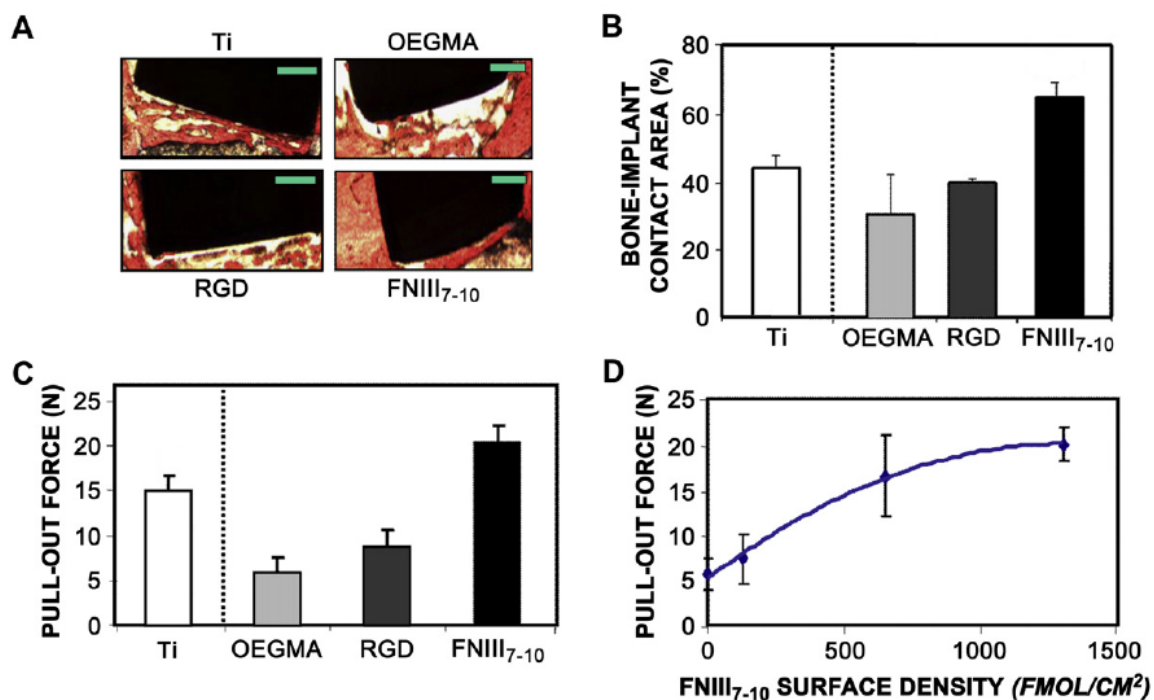 A
Ti OEGMA
RGD FNIII7-10
B
BONE-IMPLANT
CONTACT AREA (%)
80
60
40
20
0
Ti OEGMA RGD FNIII7-10
C
PULL-OUT FORCE (N)
25
20
15
10
5
0
Ti OEGMA RGD FNIII7-10
D
PULL-OUT FORCE (N)
25
20
15
10
5
0
0 500 1000 1500
FNIII7-10 SURFACE DENSITY (FMOL/CM2)